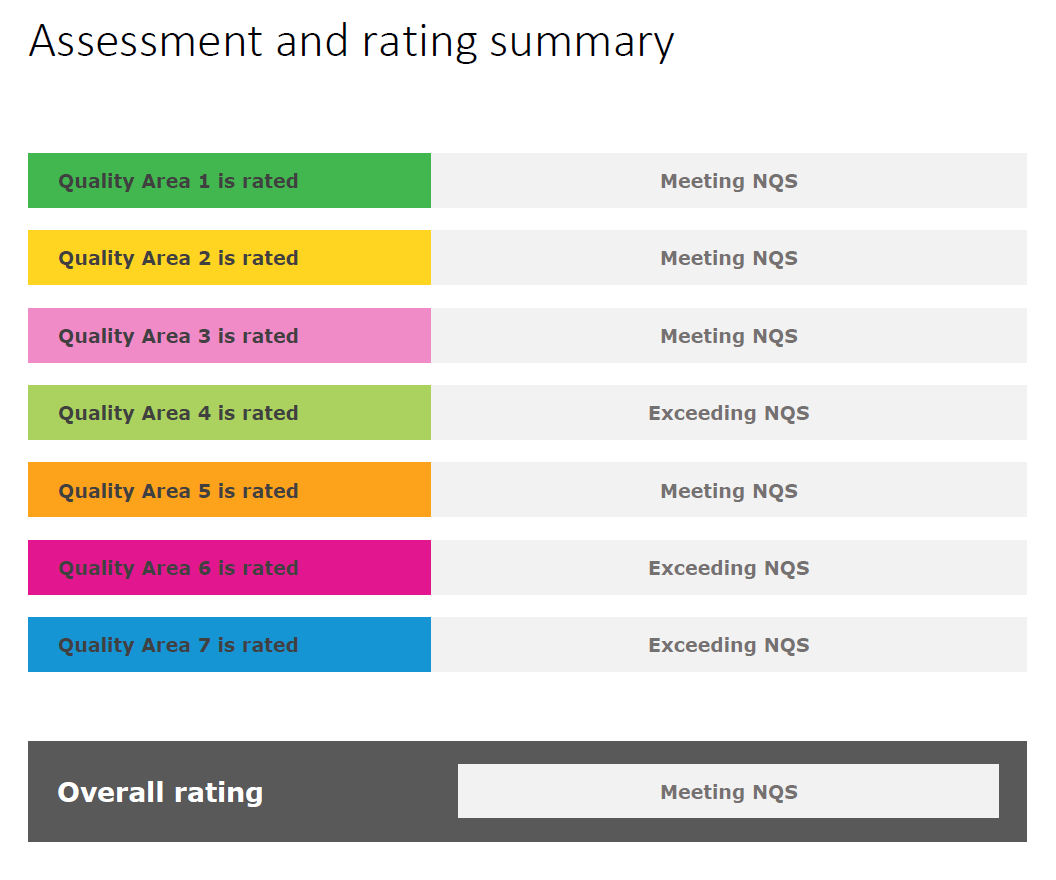 Assessment and rating summary
Quality Area 1 is rated Meeting NQS
Quality Area 2 is rated Meeting NQS
Quality Area 3 is rated Meeting NQS
Quality Area 4 is rated Exceeding NQS
Quality Area 5 is rated Meeting NQS
Quality Area 6 is rated Exceeding NQS
Quality Area 7 is rated Exceeding NQS
Overall rating Meeting NQS